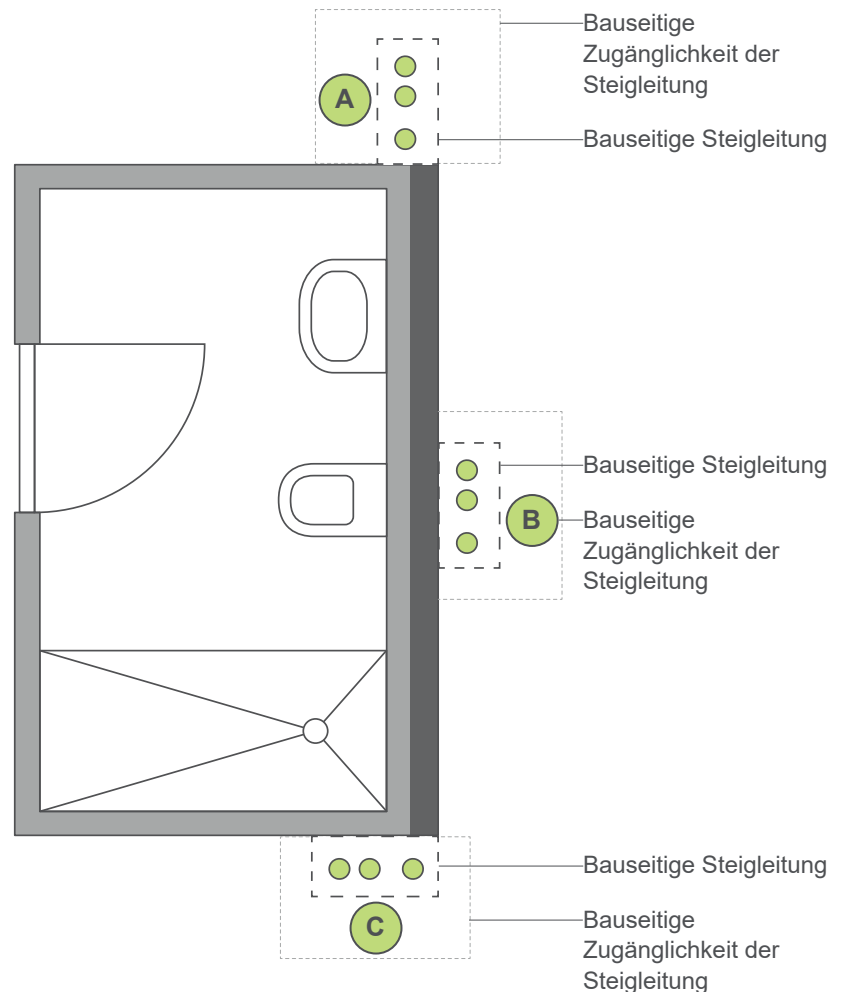 Bauseitige
Zugänglichkeit der
Steigleitung
A
Bauseitige Steigleitung
Bauseitige Steigleitung
B
Bauseitige
Zugänglichkeit der
Steigleitung
Bauseitige Steigleitung
C
Bauseitige
Zugänglichkeit der
Steigleitung